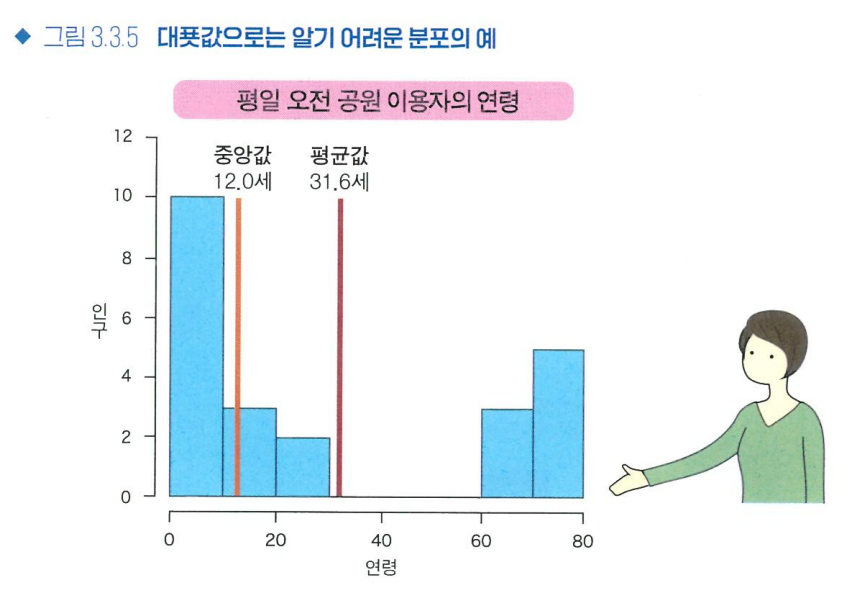 ◆ 그림 3.3.5 대푯값으로는 알기 어려운 분포의 예
평일 오전 공원 이용자의 연령
중앙값
12.0세
평균값
31.6세
12
10
8
6
4
2
0
인구
0 20 40 60 80
연령